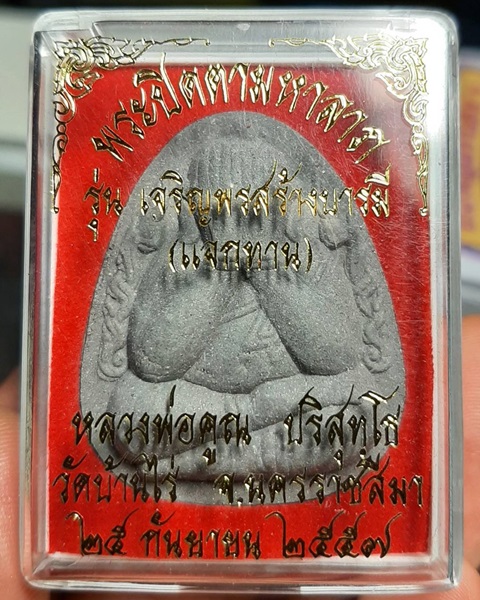 พระปิดตามหาลาภ
รุ่น เจริญพรสร้างบารมี
(แจกทาน)
หลวงพ่อคูณ ปริสุทฺโธ
วัดบ้านไร่ จ.นครราชสีมา
๒๕ กันยายน ๒๕๕๗